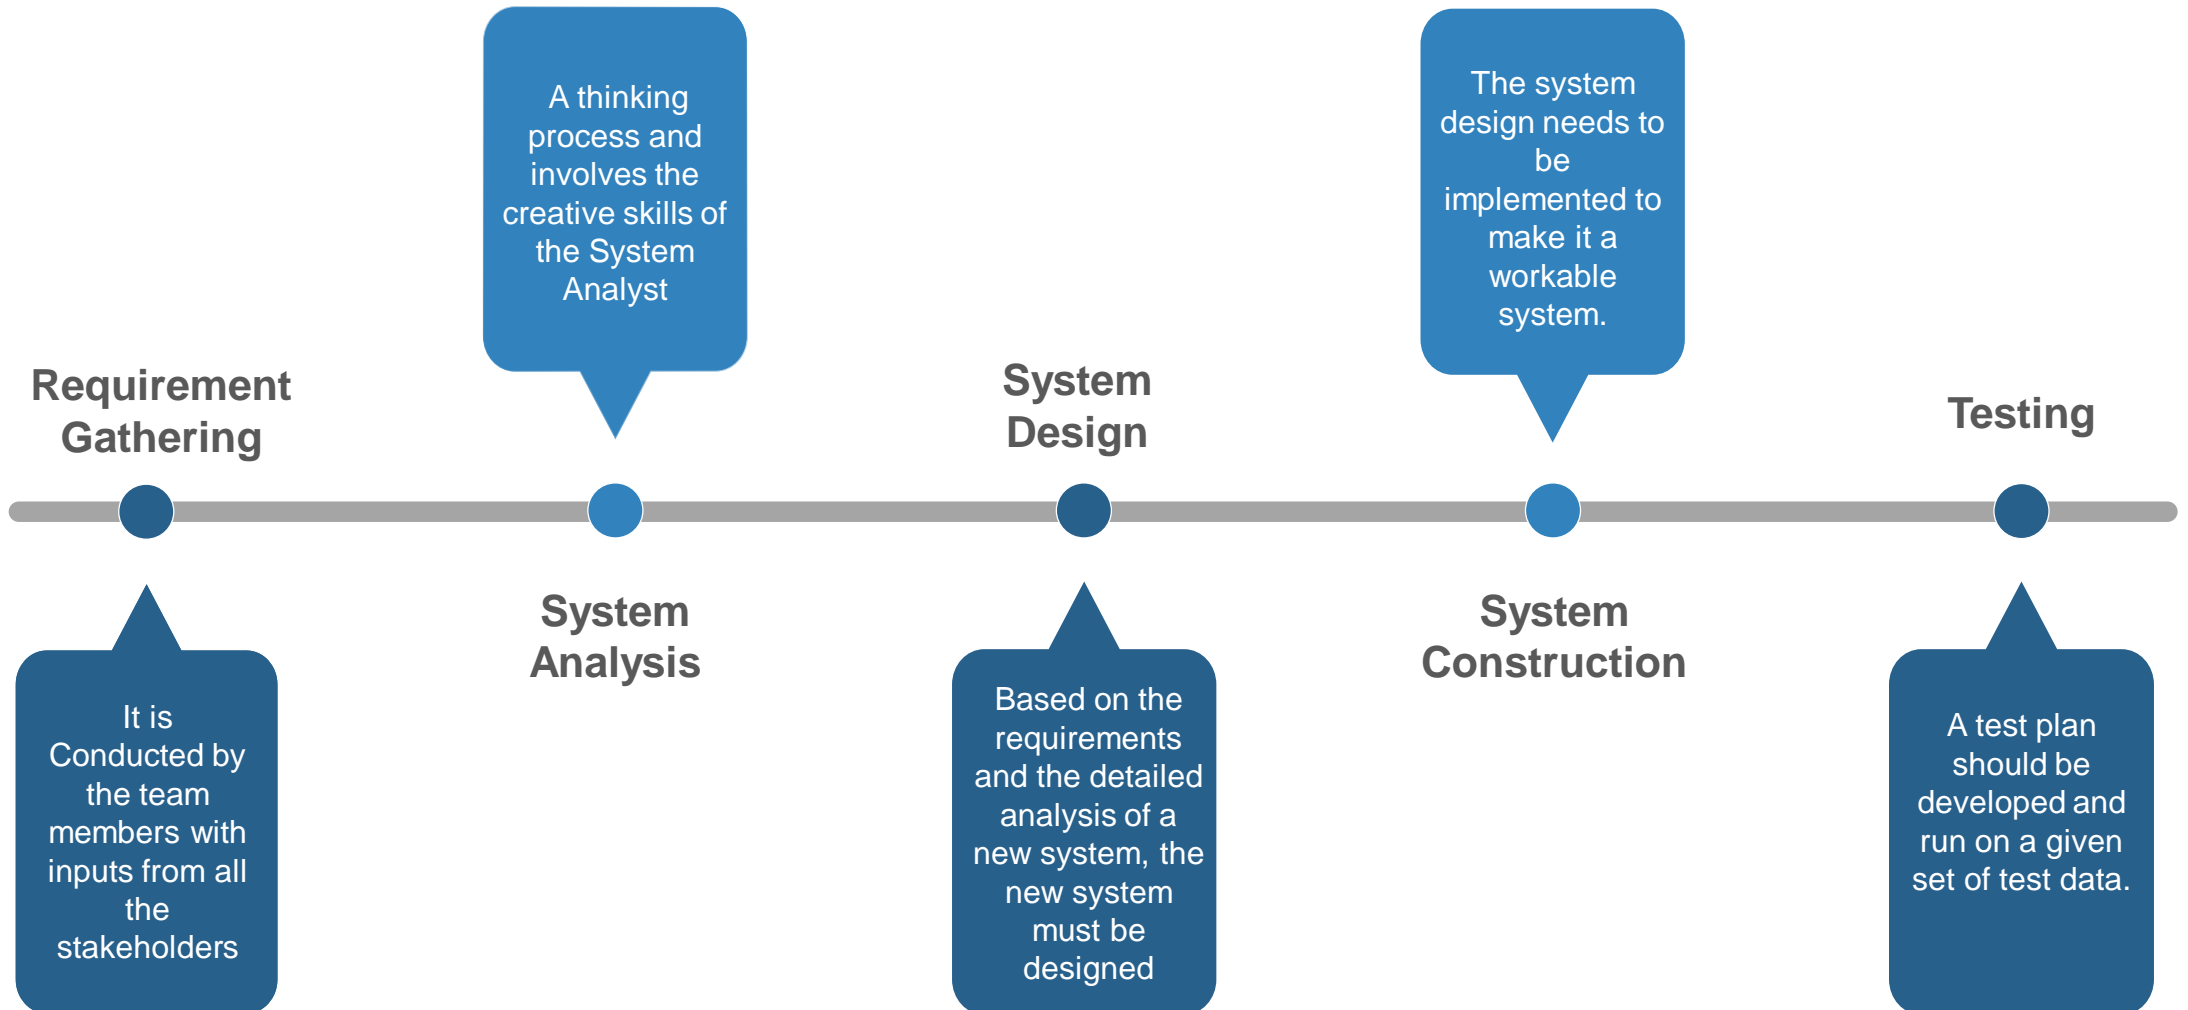 Requirement
Gathering
It is
Conducted by
the team
members with
inputs from all
the
stakeholders
A thinking
process and
involves the
creative skills of
the System
Analyst
System
Analysis
System
Design
Based on the
requirements
and the detailed
analysis of a
new system, the
new system
must be
designed
The system
design needs to
be
implemented to
make it a
workable
system.
System
Construction
Testing
A test plan
should be
developed and
run on a given
set of test data.